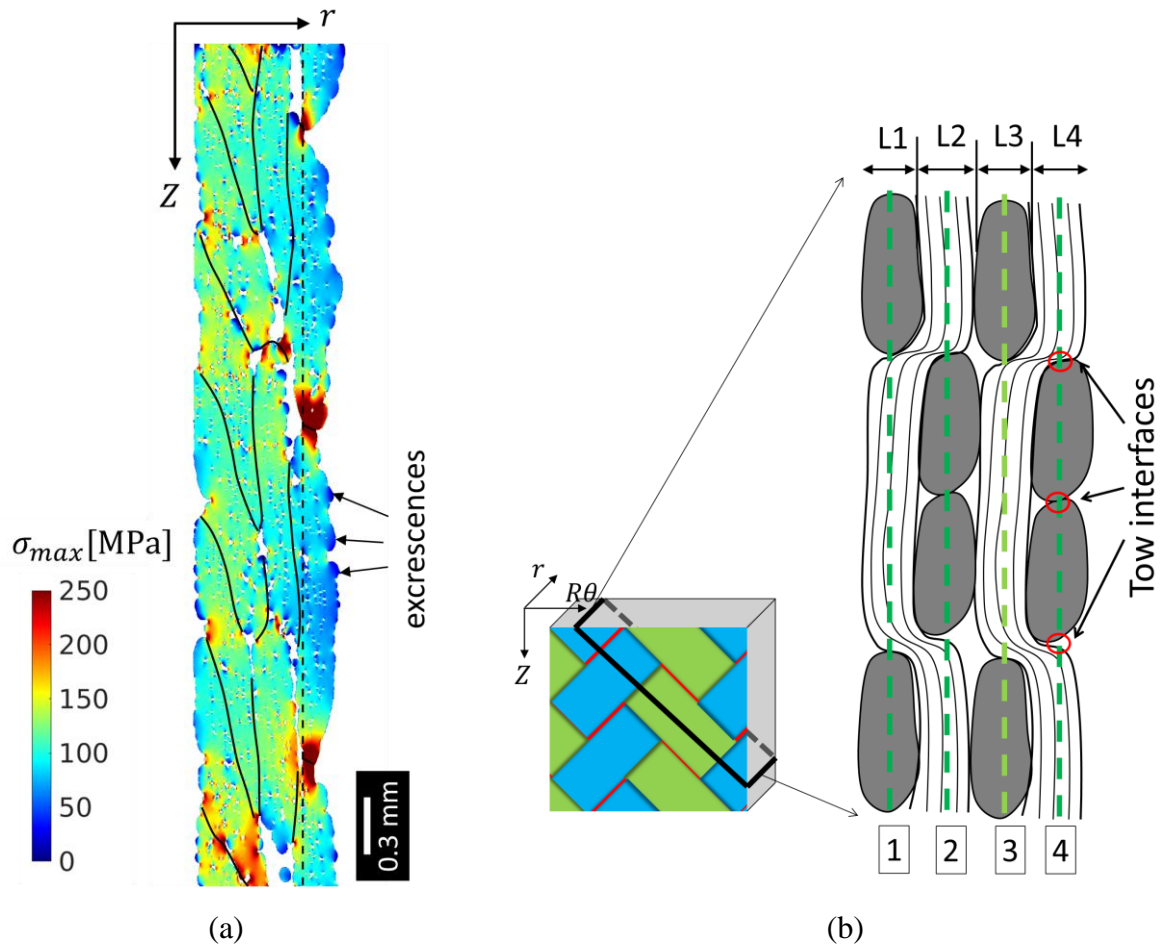 r
Z
σ_max [MPa]
250
200
150
100
50
0
excrescences
0.3 mm
(a)
L1 L2 L3 L4
Tow interfaces
r
Rθ
Z
1 2 3 4
(b)